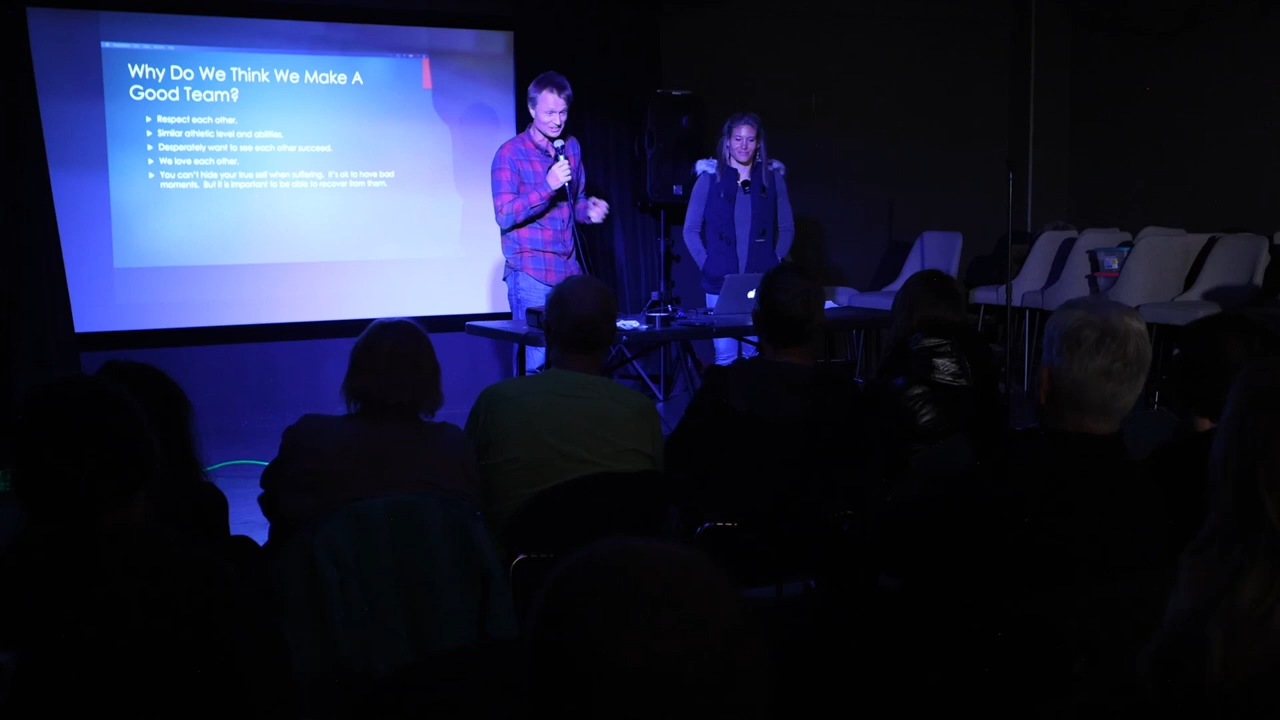 Why Do We Think We Make A
Good Team?
Respect each other.
Similar athletic level and abilities.
Desperately want to see each other succeed.
We love each other.
You can't hide your true self when suffering. It's ok to have bad
moments. But it is important to be able to recover from them.